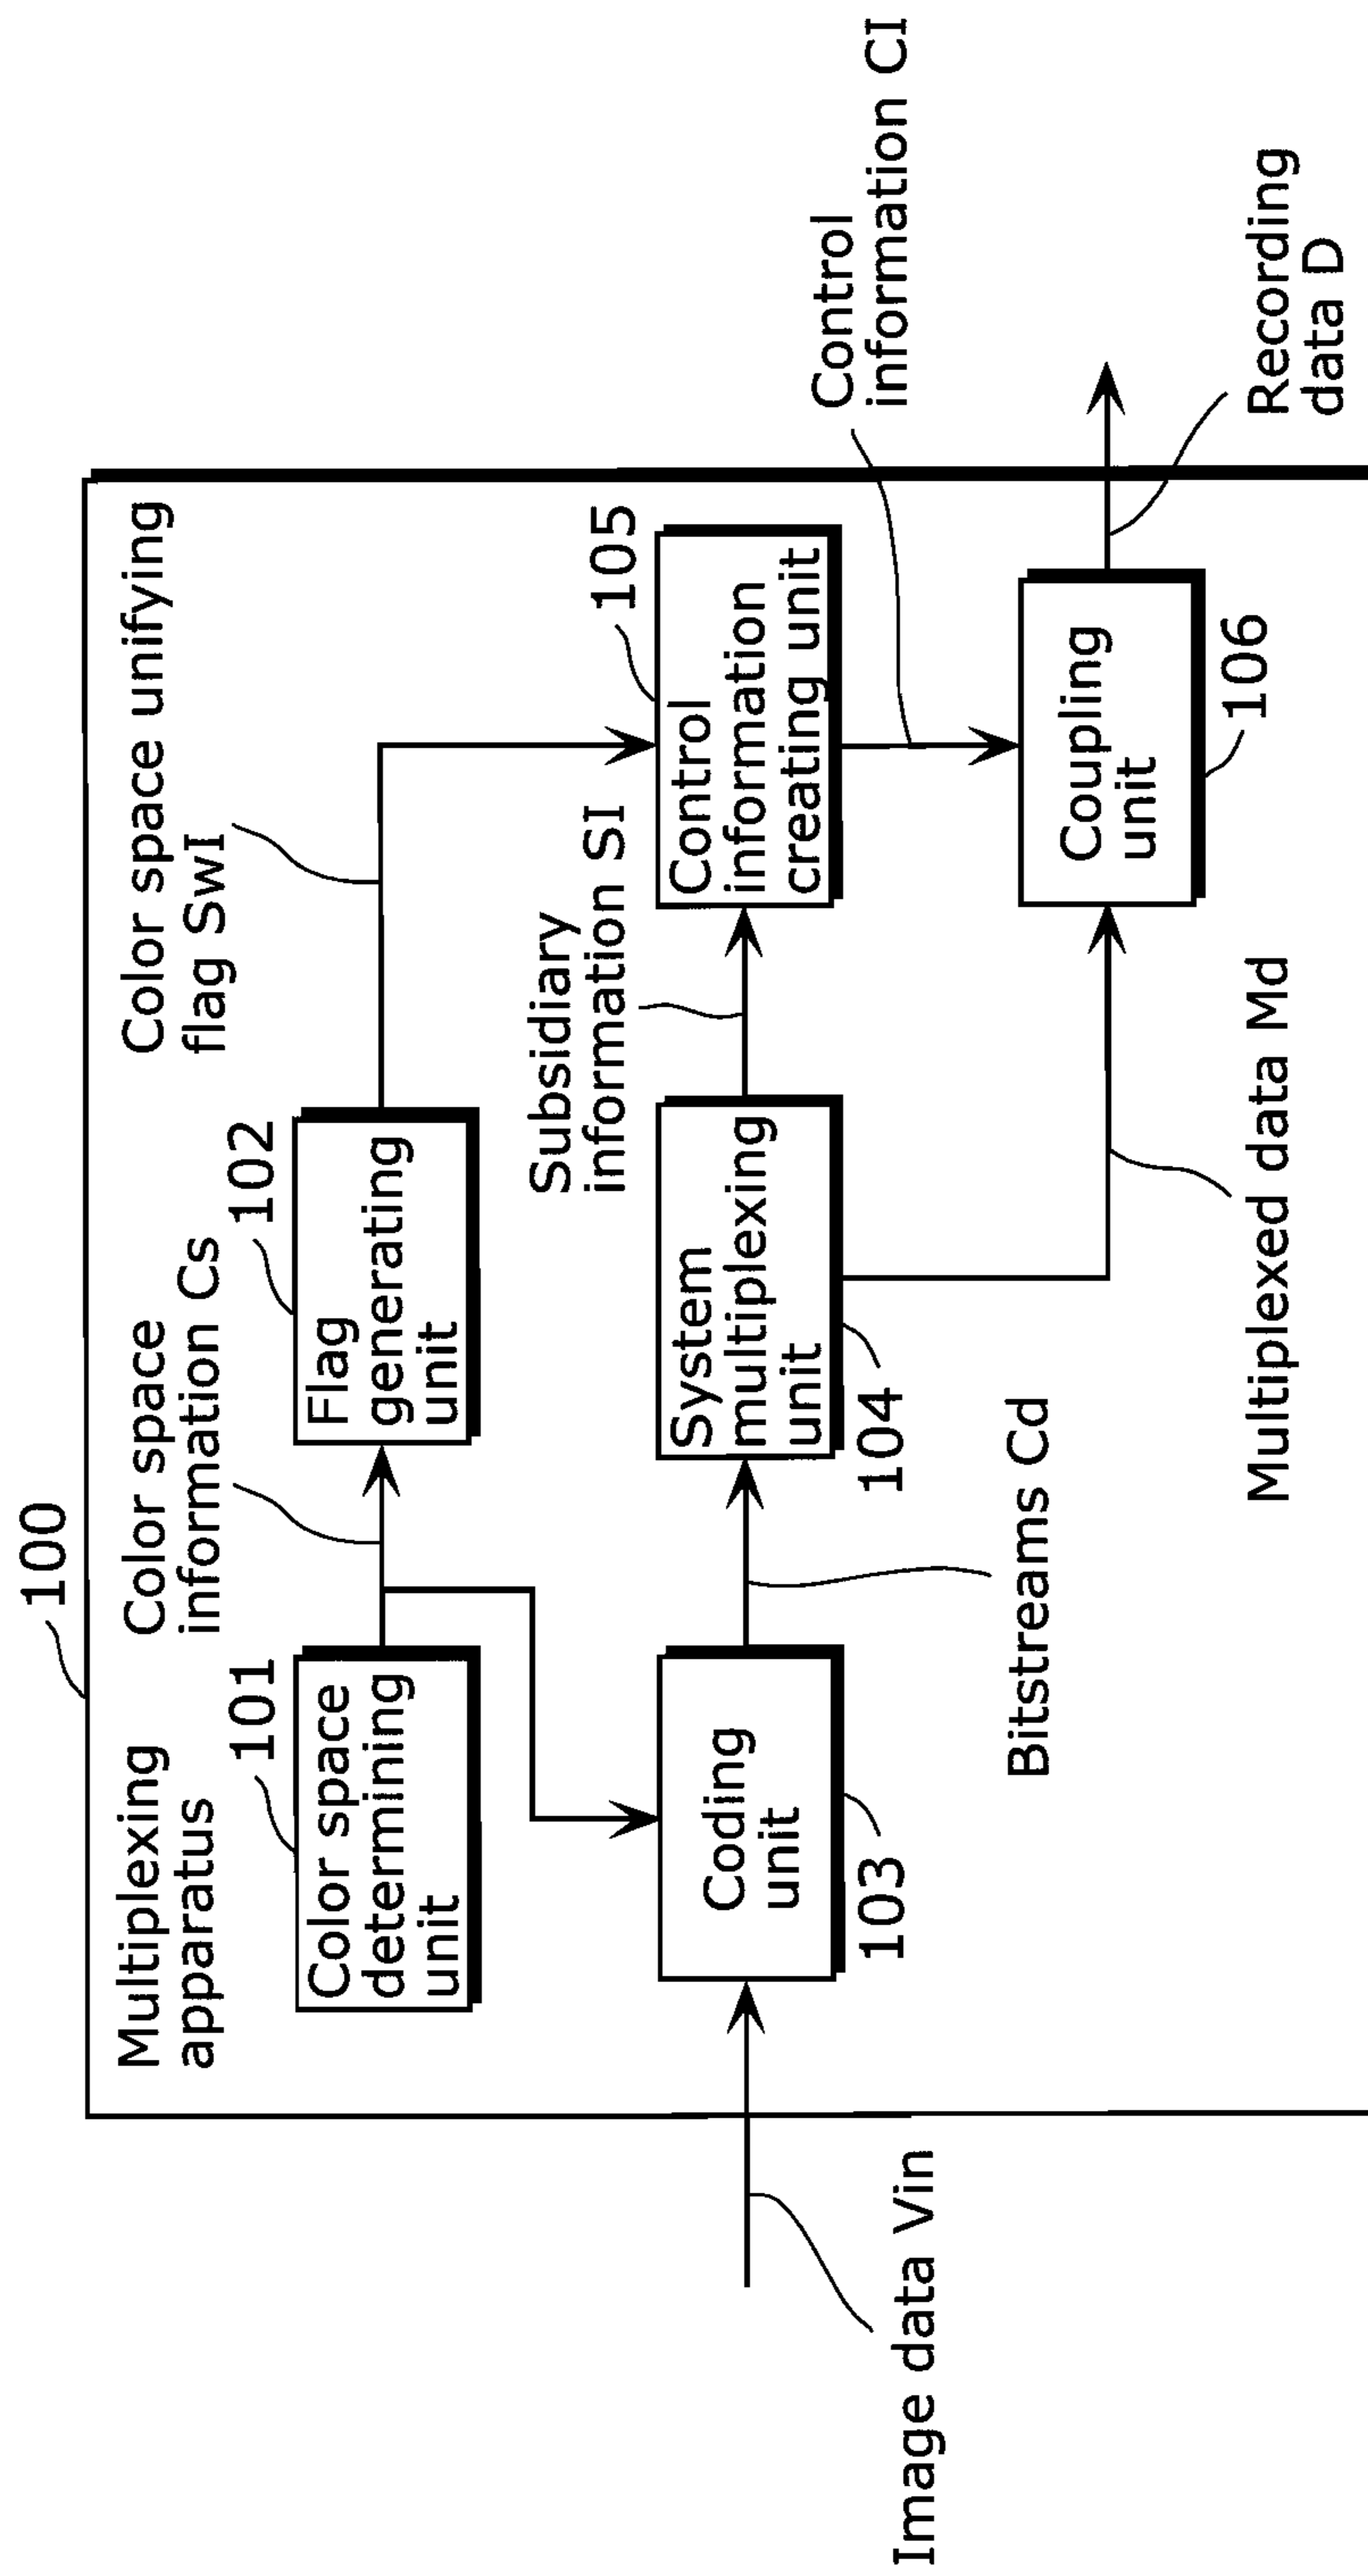 100
Multiplexing
apparatus
101
Color space
determining
unit
Color space
information Cs
102
Flag
generating
unit
Color space unifying
flag SwI
Image data Vin
Coding
unit
103
Bitstreams Cd
System
multiplexing
unit
104
Subsidiary
information SI
105
Control
information
creating unit
Control
information CI
Multiplexed data Md
Coupling
unit
106
Recording
data D